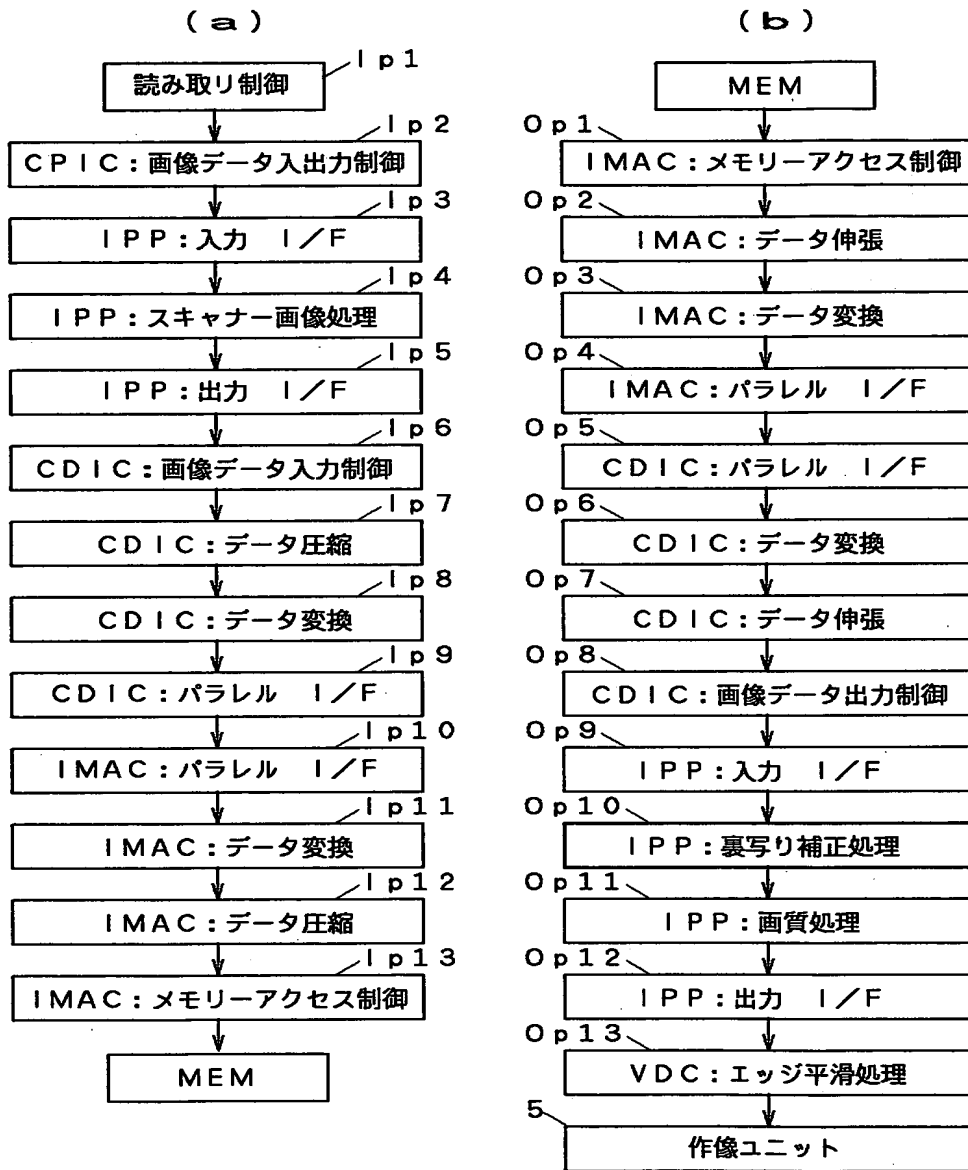 (a)
Ip1
読み取り制御
Ip2
CPIC:画像データ入出力制御
Ip3
IPP:入力 I/F
Ip4
IPP:スキャナー画像処理
Ip5
IPP:出力 I/F
Ip6
CDIC:画像データ入力制御
Ip7
CDIC:データ圧縮
Ip8
CDIC:データ変換
Ip9
CDIC:パラレル I/F
Ip10
IMAC:パラレル I/F
Ip11
IMAC:データ変換
Ip12
IMAC:データ圧縮
Ip13
IMAC:メモリーアクセス制御
MEM
(b)
MEM
Op1
IMAC:メモリーアクセス制御
Op2
IMAC:データ伸張
Op3
IMAC:データ変換
Op4
IMAC:パラレル I/F
Op5
CDIC:パラレル I/F
Op6
CDIC:データ変換
Op7
CDIC:データ伸張
Op8
CDIC:画像データ出力制御
Op9
IPP:入力 I/F
Op10
IPP:裏写り補正処理
Op11
IPP:画質処理
Op12
IPP:出力 I/F
Op13
VDC:エッジ平滑処理
5
作像ユニット